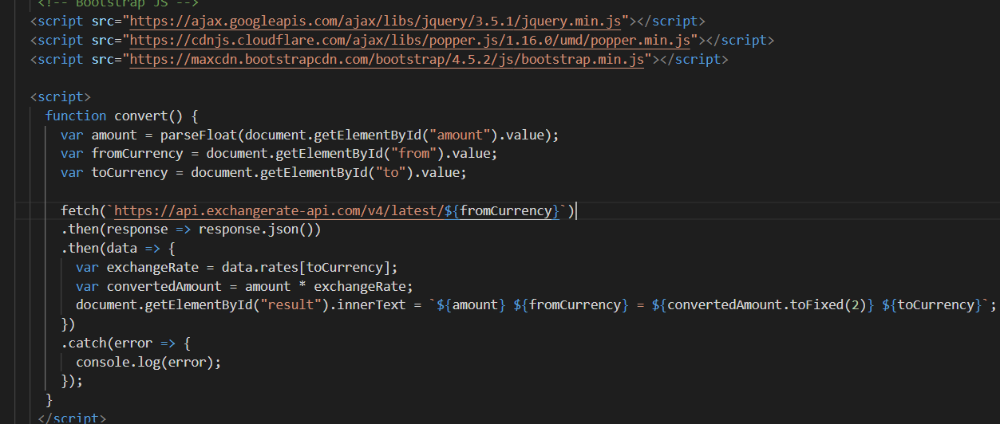 <!-- Bootstrap JS -->
<script src="https://ajax.googleapis.com/ajax/libs/jquery/3.5.1/jquery.min.js"></script>
<script src="https://cdnjs.cloudflare.com/ajax/libs/popper.js/1.16.0/umd/popper.min.js"></script>
<script src="https://maxcdn.bootstrapcdn.com/bootstrap/4.5.2/js/bootstrap.min.js"></script>
<script>
function convert() {
var amount = parseFloat(document.getElementById("amount").value);
var fromCurrency = document.getElementById("from").value;
var toCurrency = document.getElementById("to").value;
fetch(`https://api.exchangerate-api.com/v4/latest/${fromCurrency}`)
.then(response => response.json())
.then(data => {
var exchangeRate = data.rates[toCurrency];
var convertedAmount = amount * exchangeRate;
document.getElementById("result").innerText = `${amount} ${fromCurrency} = ${convertedAmount.toFixed(2)} ${toCurrency}`;
})
.catch(error => {
console.log(error);
});
}
</script>